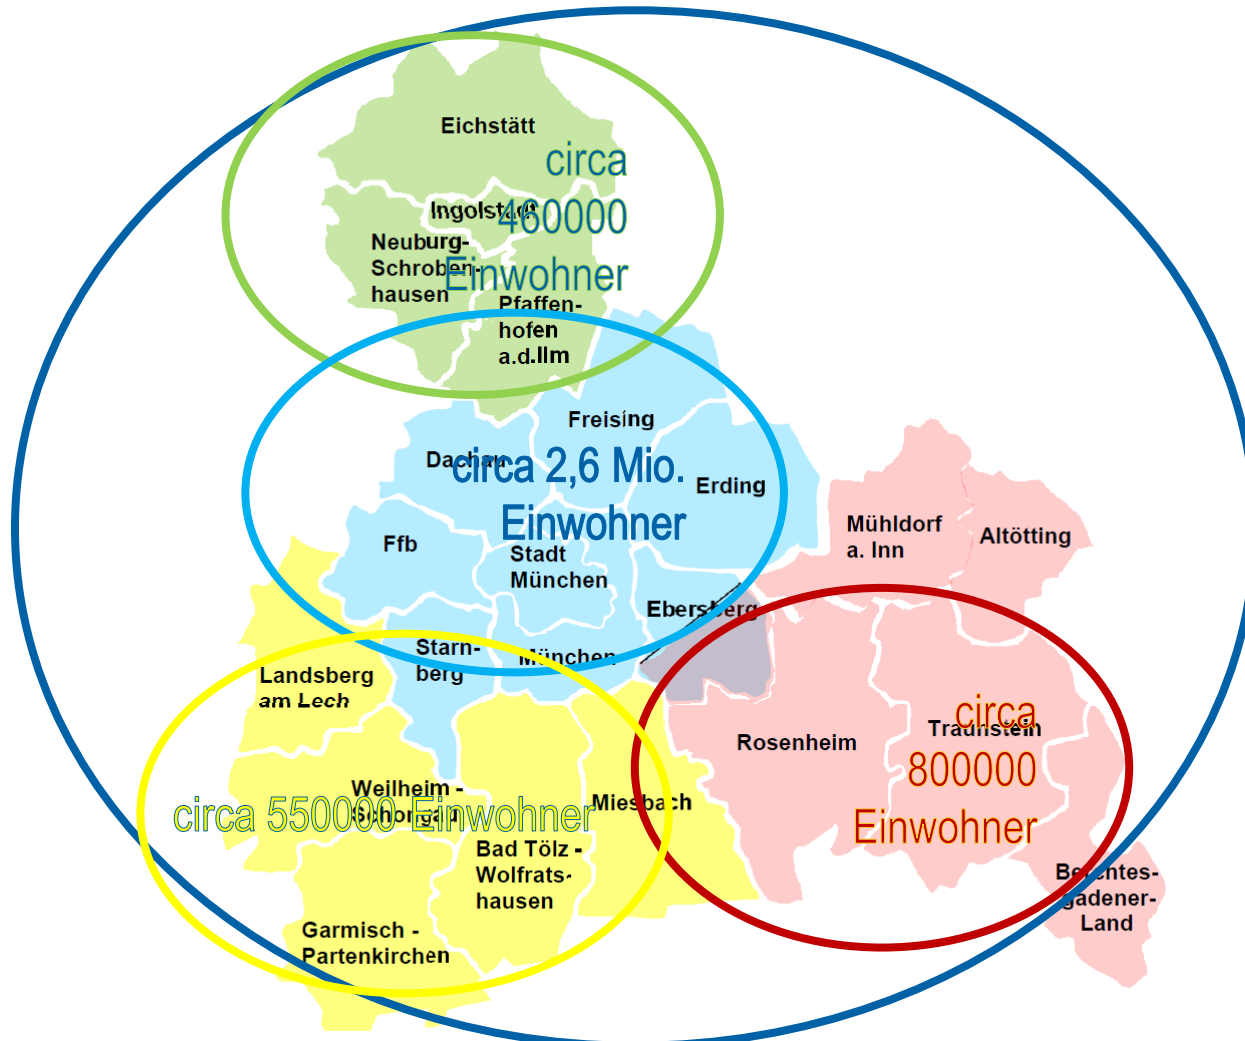 Eichstätt
circa
460000
Einwohner
Ingolstadt
Neuburg-
Schroben-
hausen
Pfaffen-
hofen
a.d.Ilm
Freising
Dachau
circa 2,6 Mio.
Einwohner
Erding
Ffb
Stadt
München
Mühldorf
a. Inn
Altötting
Ebersberg
Starn-
berg
München
Landsberg
am Lech
Rosenheim
Traunstein
circa
800000
Einwohner
Weilheim -
Schongau
circa 550000 Einwohner
Miesbach
Bad Tölz -
Wolfrats-
hausen
Berchtes-
gadener-
Land
Garmisch -
Partenkirchen